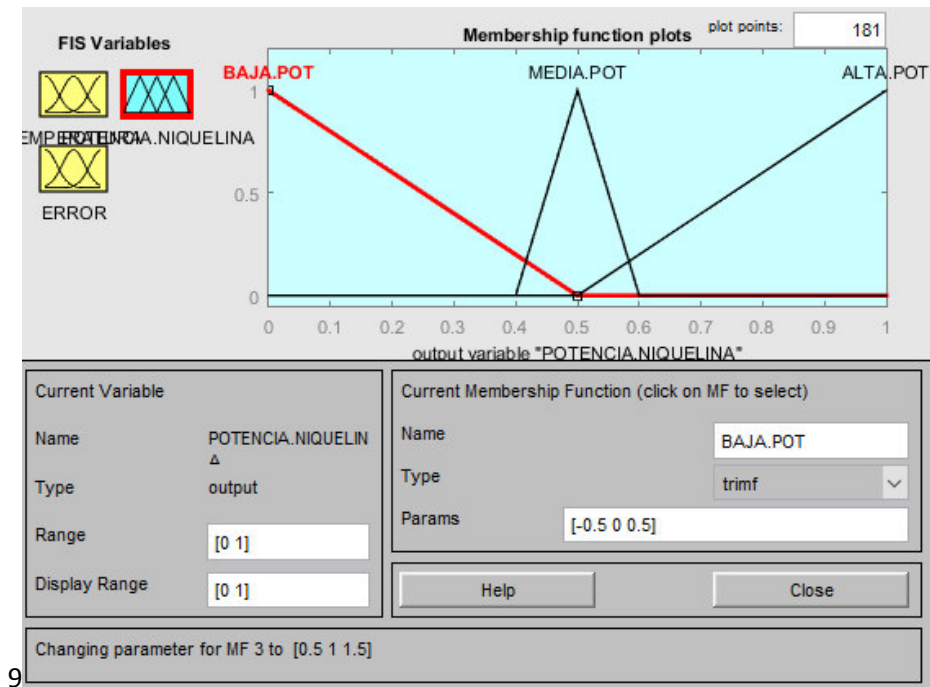 FIS Variables
Membership function plots
plot points:
181
BAJA.POT
MEDIA.POT
ALTA.POT
POTENCIA.NIQUELINA
ERROR
1
0.5
0
0 0.1 0.2 0.3 0.4 0.5 0.6 0.7 0.8 0.9 1
output variable "POTENCIA.NIQUELINA"
Current Variable
Name POTENCIA.NIQUELIN
A
Type output
Range [0 1]
Display Range [0 1]
Current Membership Function (click on MF to select)
Name BAJA.POT
Type trimf
Params [-0.5 0 0.5]
Help Close
Changing parameter for MF 3 to [0.5 1 1.5]
9